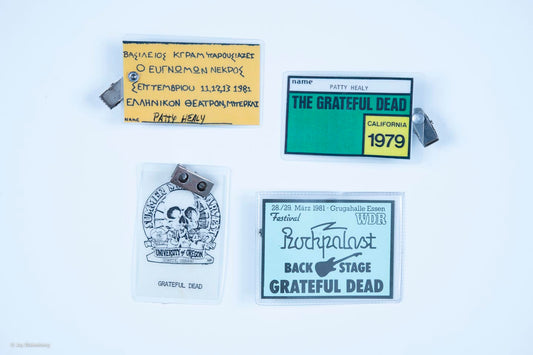 ΒΑΣΙΛΕΙΟΣ ΚΓΡΑΜ ΠΑΡΟΥΣΙΑΖΕΙ
Ο ΕΥΓΝΩΜΩΝ ΝΕΚΡΟΣ
ΣΕΠΤΕΜΒΡΙΟΥ 11,12,13 1981
ΕΛΛΗΝΙΚΟΝ ΘΕΑΤΡΟΝ, ΜΠΕΡΚΛΙ
NAME PATTY HEALY
name
PATTY HEALY
THE GRATEFUL DEAD
CALIFORNIA
1979
UNIVERSITY of OREGON
GRATEFUL DEAD
28./29. März 1981 - Grugahalle Essen
Festival WDR
Rockpalast
BACK STAGE
GRATEFUL DEAD